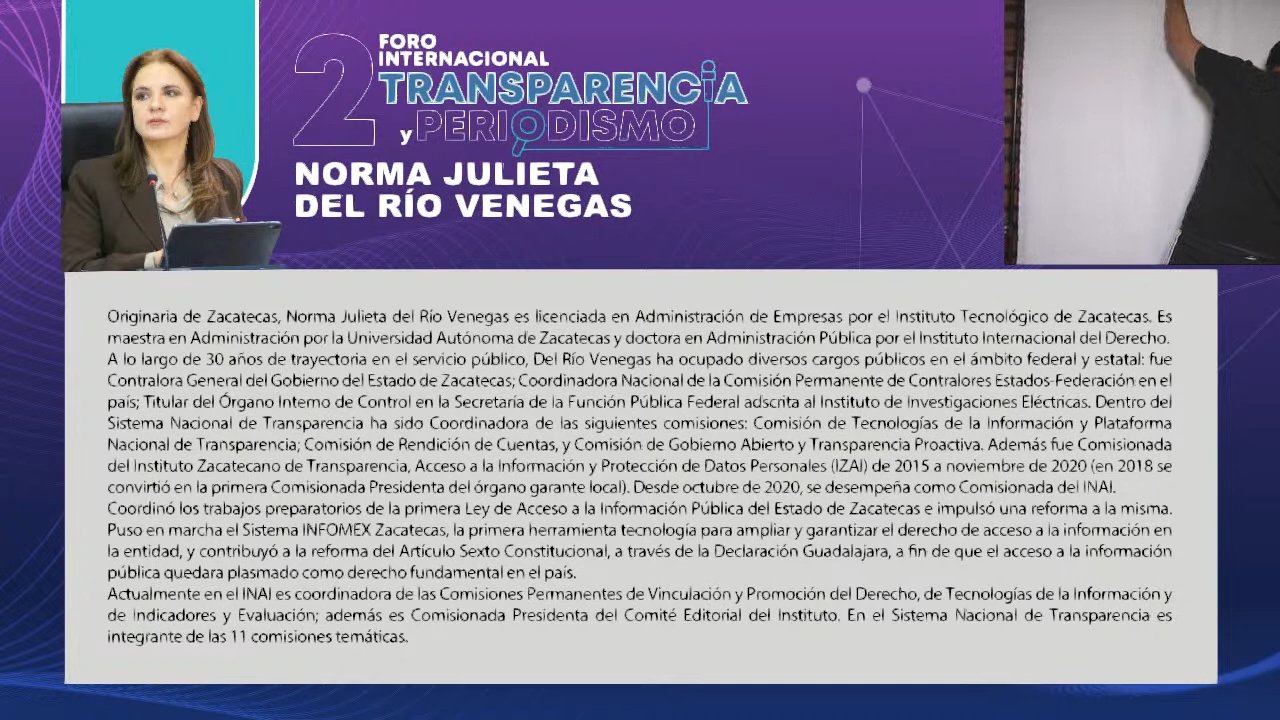 2
FORO
INTERNACIONAL
TRANSPARENCIA
y PERIODISMO
NORMA JULIETA
DEL RÍO VENEGAS
Originaria de Zacatecas, Norma Julieta del Río Venegas es licenciada en Administración de Empresas por el Instituto Tecnológico de Zacatecas. Es
maestra en Administración por la Universidad Autónoma de Zacatecas y doctora en Administración Pública por el Instituto Internacional del Derecho.
A lo largo de 30 años de trayectoria en el servicio público, Del Río Venegas ha ocupado diversos cargos públicos en el ámbito federal y estatal: fue
Contralora General del Gobierno del Estado de Zacatecas; Coordinadora Nacional de la Comisión Permanente de Contralores Estados-Federación en el
país; Titular del Órgano Interno de Control en la Secretaría de la Función Pública Federal adscrita al Instituto de Investigaciones Eléctricas. Dentro del
Sistema Nacional de Transparencia ha sido Coordinadora de las siguientes comisiones: Comisión de Tecnologías de la Información y Plataforma
Nacional de Transparencia; Comisión de Rendición de Cuentas, y Comisión de Gobierno Abierto y Transparencia Proactiva. Además fue Comisionada
del Instituto Zacatecano de Transparencia, Acceso a la Información y Protección de Datos Personales (IZAI) de 2015 a noviembre de 2020 (en 2018 se
convirtió en la primera Comisionada Presidenta del órgano garante local). Desde octubre de 2020, se desempeña como Comisionada del INAI.
Coordinó los trabajos preparatorios de la primera Ley de Acceso a la Información Pública del Estado de Zacatecas e impulsó una reforma a la misma.
Puso en marcha el Sistema INFOMEX Zacatecas, la primera herramienta tecnología para ampliar y garantizar el derecho de acceso a la información en
la entidad, y contribuyó a la reforma del Artículo Sexto Constitucional, a través de la Declaración Guadalajara, a fin de que el acceso a la información
pública quedara plasmado como derecho fundamental en el país.
Actualmente en el INAI es coordinadora de las Comisiones Permanentes de Vinculación y Promoción del Derecho, de Tecnologías de la Información y
de Indicadores y Evaluación; además es Comisionada Presidenta del Comité Editorial del Instituto. En el Sistema Nacional de Transparencia es
integrante de las 11 comisiones temáticas.